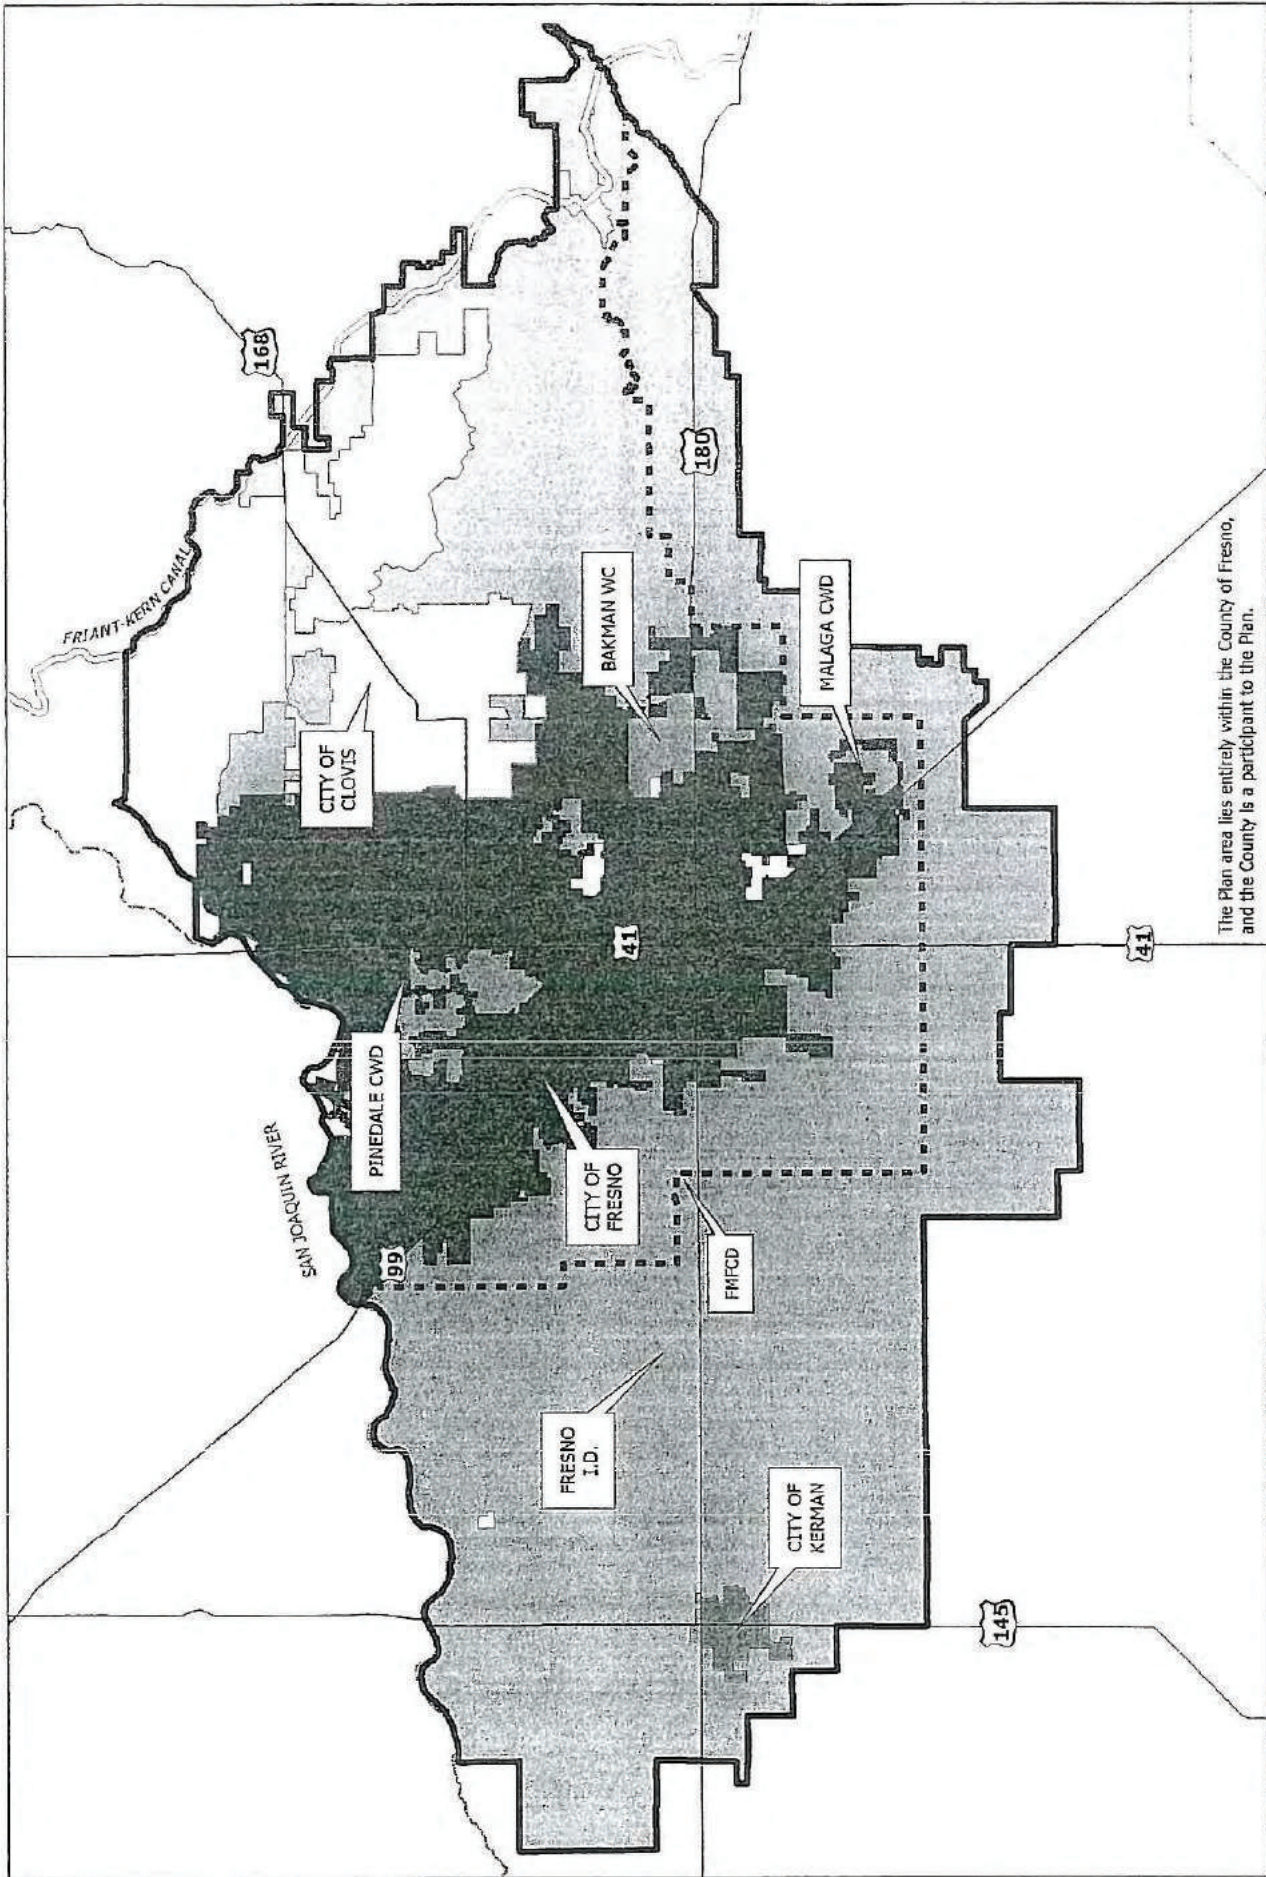 FRIANT-KERN CANAL
168
SAN JOAQUIN RIVER
CITY OF
CLOVIS
PINEDALE CWD
99
BAKMAN WC
41
180
CITY OF
FRESNO
FRESNO
I.D.
FMFCD
MALAGA CWD
CITY OF
KERMAN
145
41
The Plan area lies entirely within the County of Fresno,
and the County is a participant to the Plan.